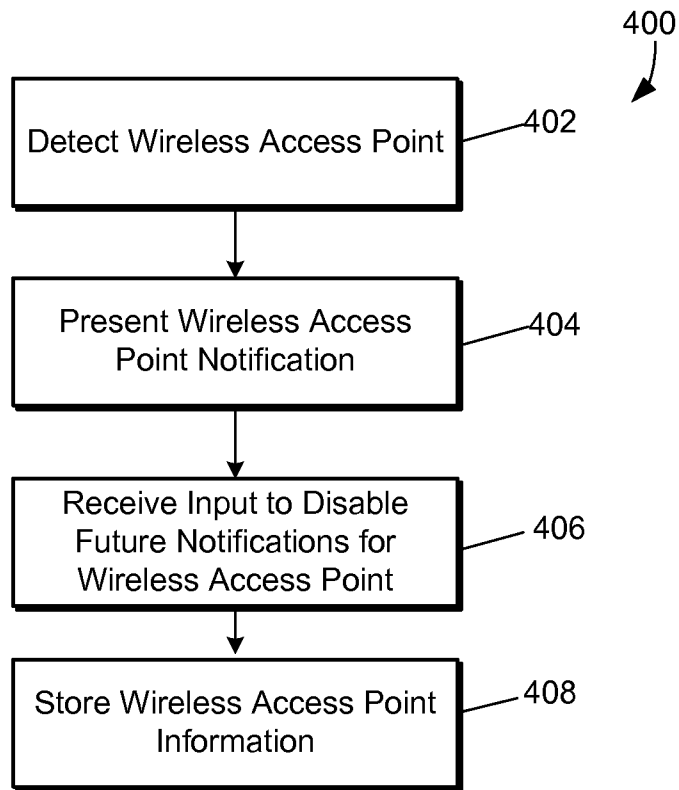 400
Detect Wireless Access Point
402
Present Wireless Access
Point Notification
404
Receive Input to Disable
Future Notifications for
Wireless Access Point
406
Store Wireless Access Point
Information
408